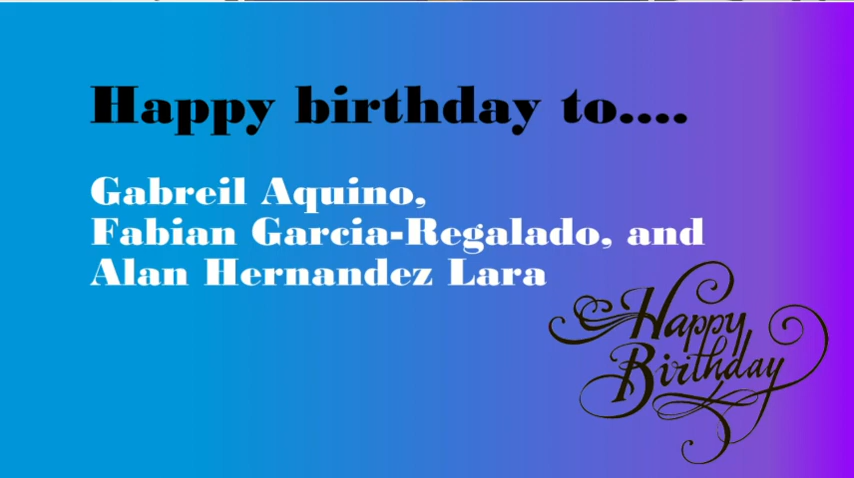 Happy birthday to....
Gabreil Aquino,
Fabian Garcia-Regalado, and
Alan Hernandez Lara
Happy
Birthday